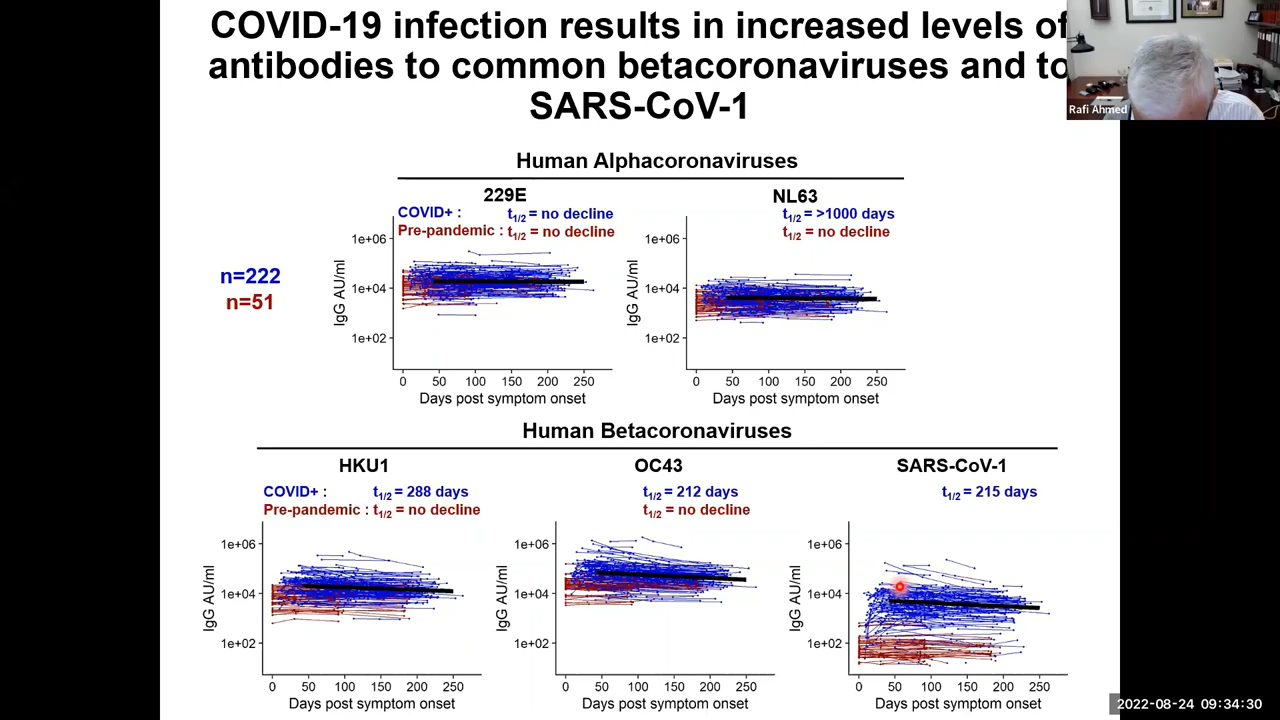 COVID-19 infection results in increased levels of
antibodies to common betacoronaviruses and to
SARS-CoV-1
Rafi Ahmed
Human Alphacoronaviruses
229E
COVID+ : t1/2 = no decline
Pre-pandemic : t1/2 = no decline
1e+06
1e+04
1e+02
IgG AU/ml
0 50 100 150 200 250
Days post symptom onset
NL63
t1/2 = >1000 days
t1/2 = no decline
1e+06
1e+04
1e+02
IgG AU/ml
0 50 100 150 200 250
Days post symptom onset
n=222
n=51
Human Betacoronaviruses
HKU1
COVID+ : t1/2 = 288 days
Pre-pandemic : t1/2 = no decline
1e+06
1e+04
1e+02
IgG AU/ml
0 50 100 150 200 250
Days post symptom onset
OC43
t1/2 = 212 days
t1/2 = no decline
1e+06
1e+04
1e+02
IgG AU/ml
0 50 100 150 200 250
Days post symptom onset
SARS-CoV-1
t1/2 = 215 days
1e+06
1e+04
1e+02
IgG AU/ml
0 50 100 150 200 250
Days post symptom onset
2022-08-24 09:34:30